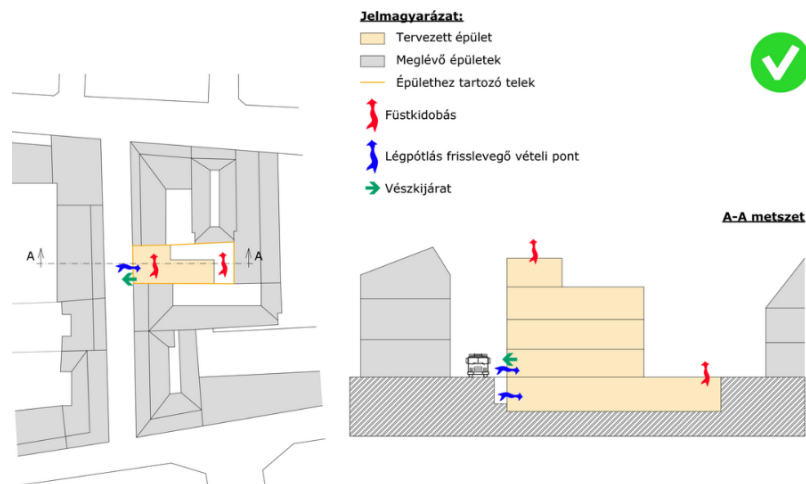 Jelmagyarázat:
Tervezett épület
Meglévő épületek
Épülethez tartozó telek
Füstkidobás
Légpótlás frisslevegő vételi pont
Vészkijárat
A-A metszet
A
A